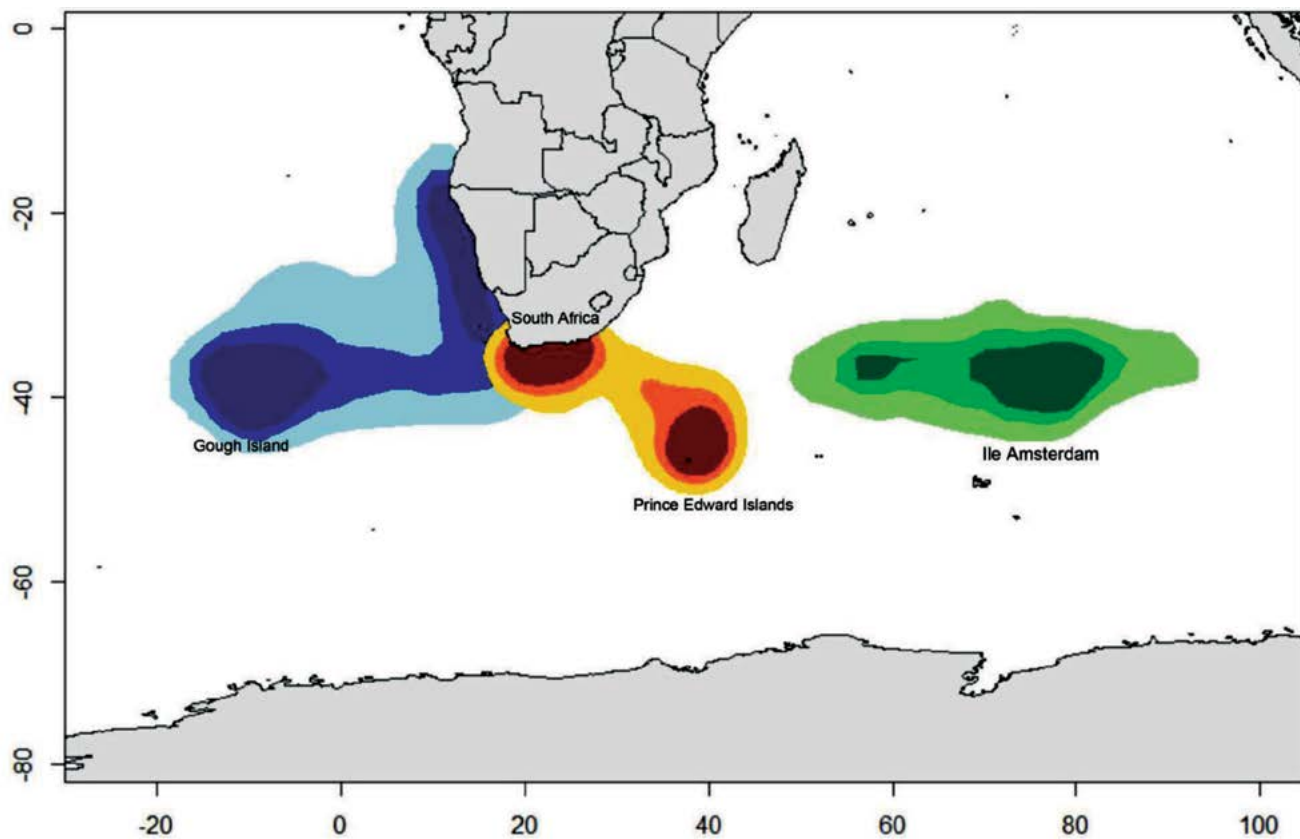 0
-20
South Africa
-40
Gough Island
Ile Amsterdam
Prince Edward Islands
-60
-80
-20 0 20 40 60 80 100